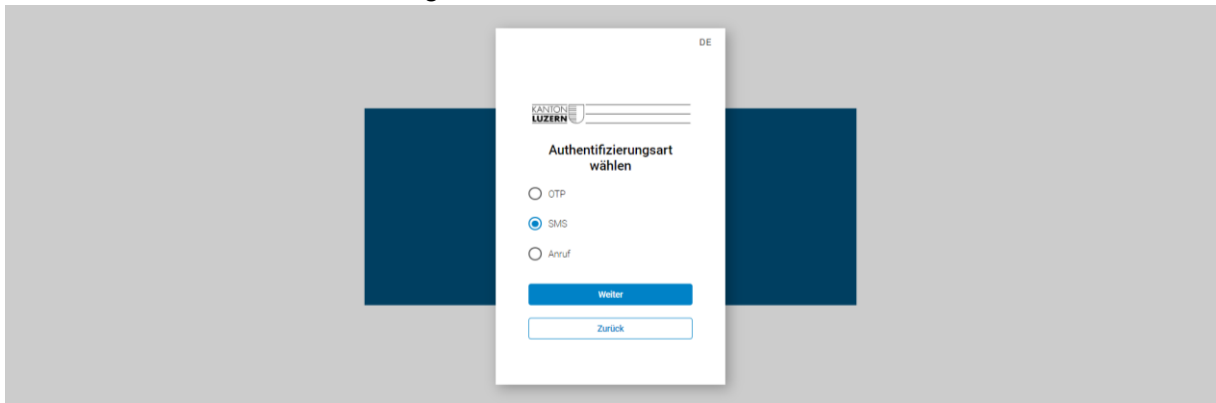 DE
KANTON
LUZERN
Authentifizierungsart
wählen
OTP
SMS
Anruf
Weiter
Zurück